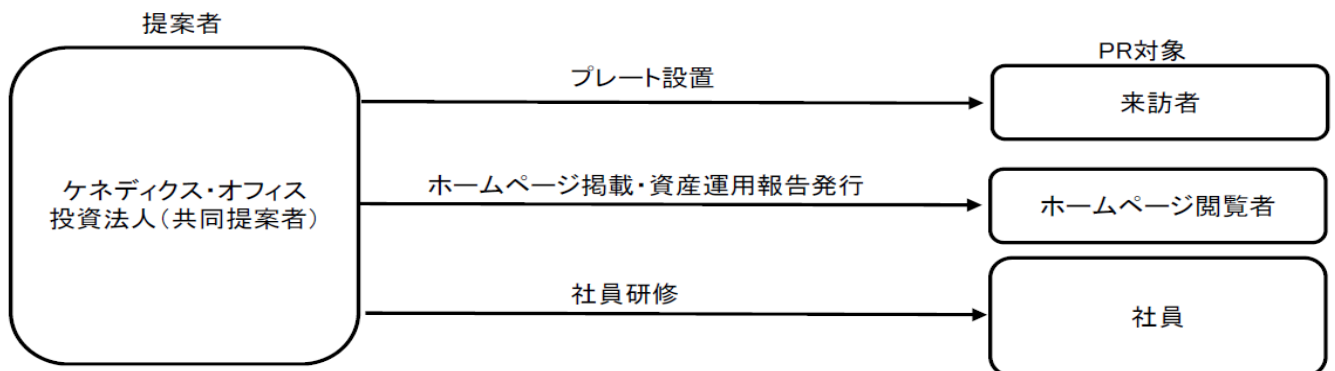 提案者
PR対象
プレート設置
来訪者
ケネディクス・オフィス
投資法人(共同提案者)
ホームページ掲載・資産運用報告発行
ホームページ閲覧者
社員研修
社員